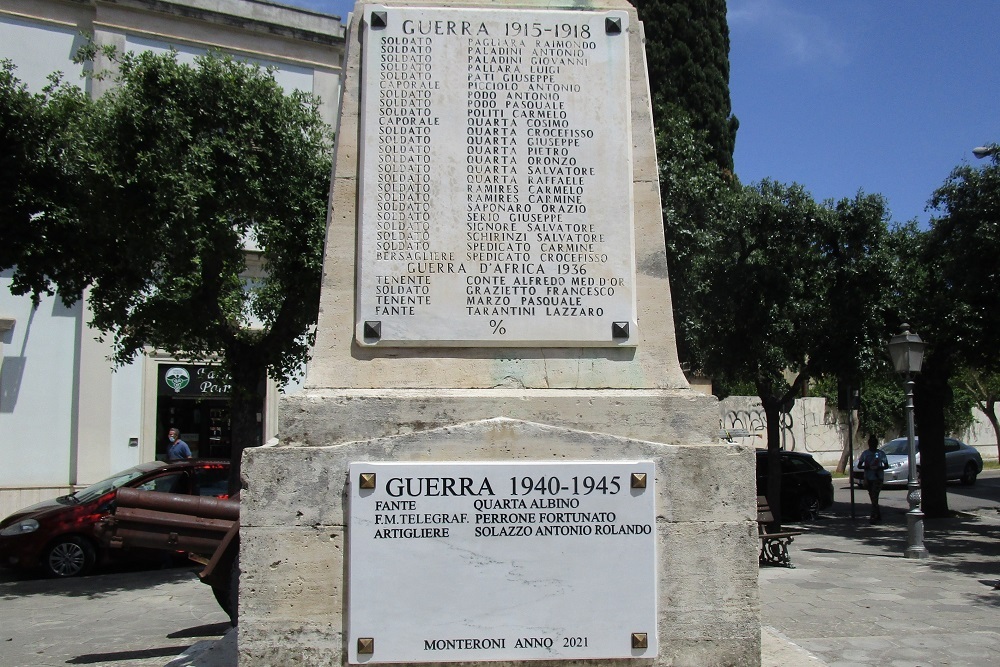 GUERRA 1915-1918
SOLDATO PAGLIARA RAIMONDO
SOLDATO PALADINI ANTONIO
SOLDATO PALADINI GIOVANNI
SOLDATO PALLARA LUIGI
SOLDATO PATI GIUSEPPE
CAPORALE PICCIOLO ANTONIO
SOLDATO PODO ANTONIO
SOLDATO PODO PASQUALE
SOLDATO POLITI CARMELO
CAPORALE QUARTA COSIMO
SOLDATO QUARTA CROCEFISSO
SOLDATO QUARTA GIUSEPPE
SOLDATO QUARTA PIETRO
SOLDATO QUARTA ORONZO
SOLDATO QUARTA SALVATORE
SOLDATO QUARTA RAFFAELE
SOLDATO RAMIRES CARMELO
SOLDATO RAMIRES CARMINE
SOLDATO SAPONARO ORAZIO
SOLDATO SERIO GIUSEPPE
SOLDATO SIGNORE SALVATORE
SOLDATO SCHIRINZI SALVATORE
SOLDATO SPEDICATO CARMINE
BERSAGLIERE SPEDICATO CROCEFISSO
GUERRA D'AFRICA 1936
TENENTE CONTE ALFREDO MED D'OR
SOLDATO GRAZIETTO FRANCESCO
TENENTE MARZO PASQUALE
FANTE TARANTINI LAZZARO
%
GUERRA 1940-1945
FANTE QUARTA ALBINO
F.M.TELEGRAF. PERRONE FORTUNATO
ARTIGLIERE SOLAZZO ANTONIO ROLANDO
MONTERONI ANNO 2021